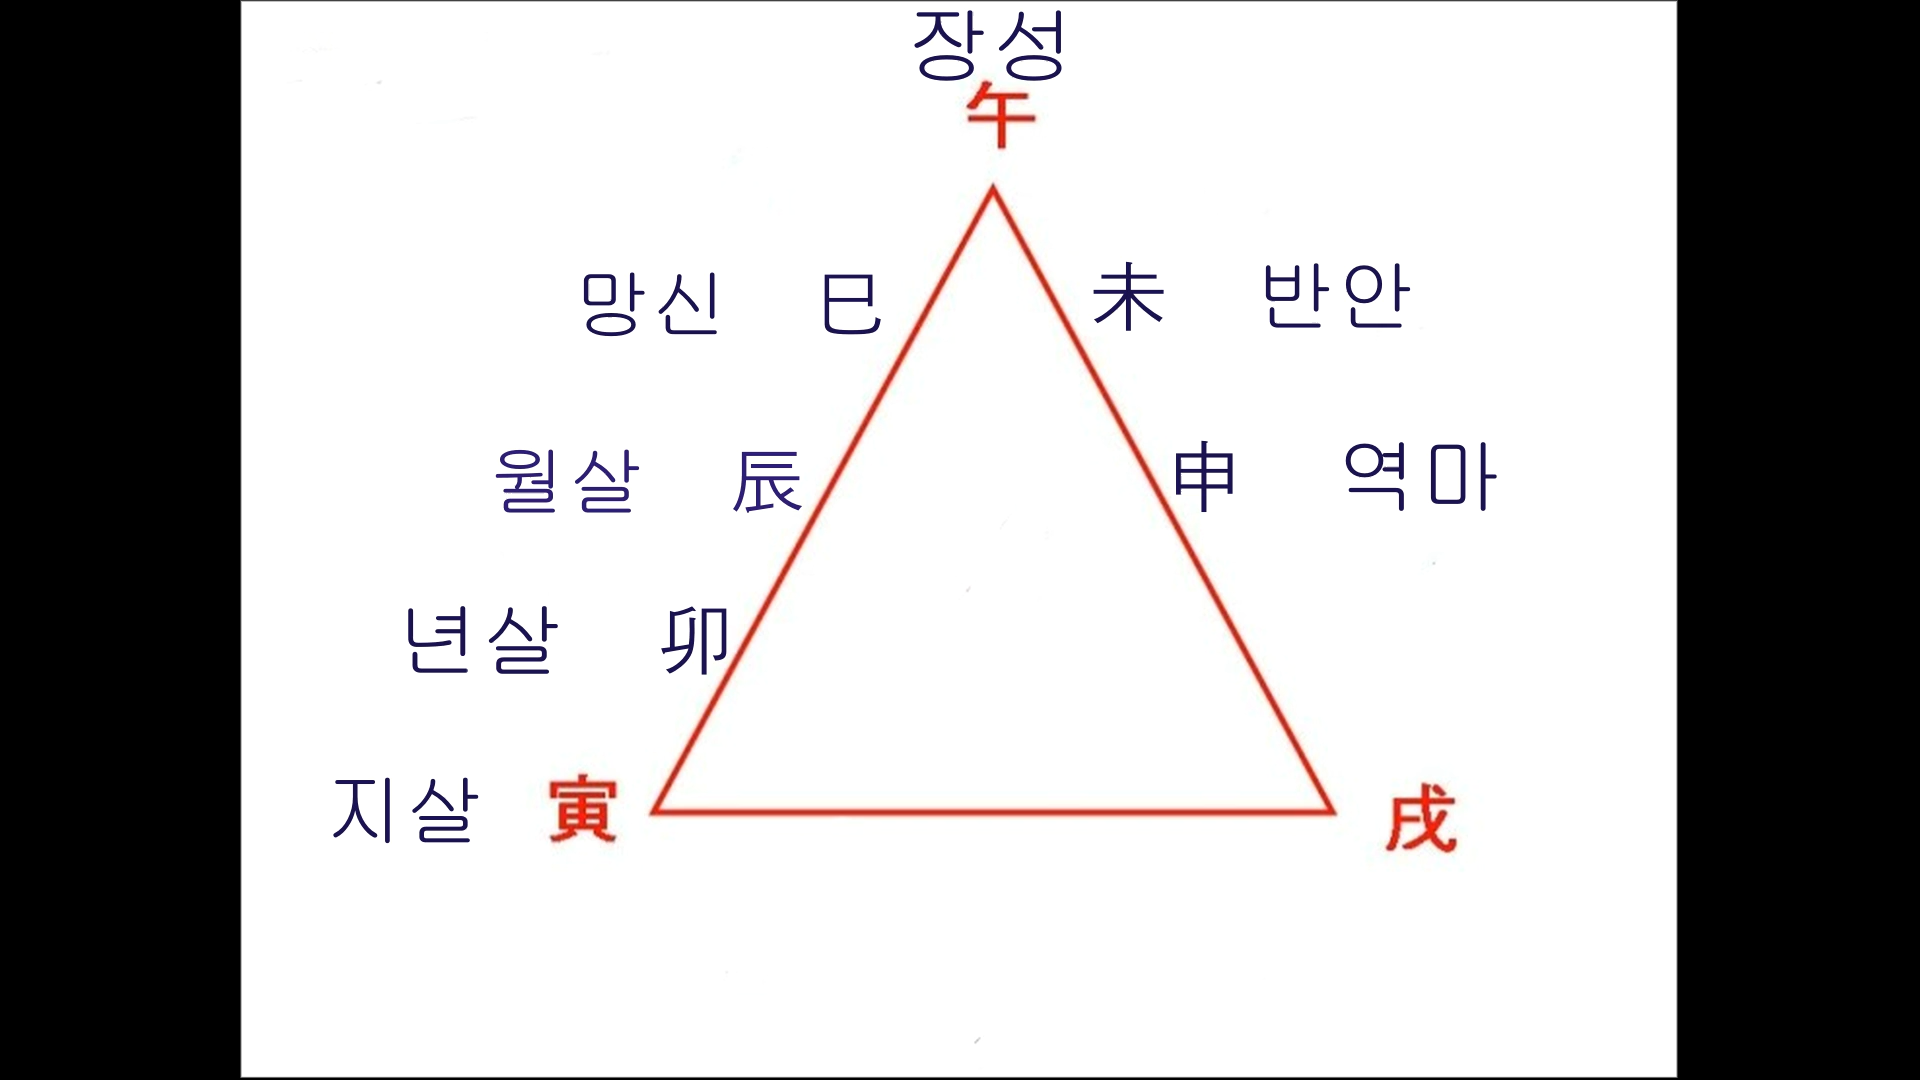 장성
午
망신 巳 未 반안
월살 辰 申 역마
년살 卯
지살 寅 戌